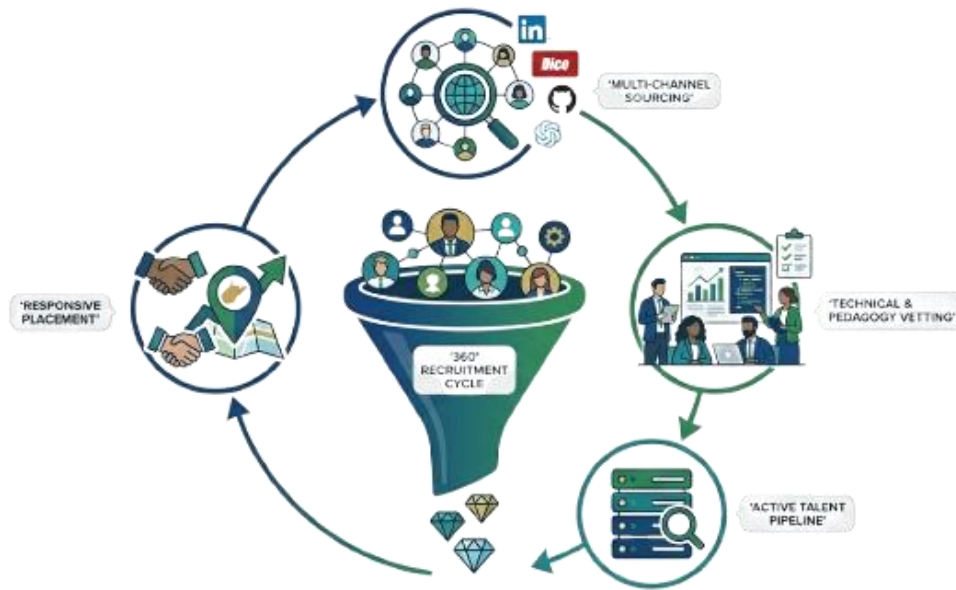 in
Dice
'MULTI-CHANNEL
SOURCING'
'TECHNICAL &
PEDAGOGY VETTING'
'RESPONSIVE
PLACEMENT'
'360°
RECRUITMENT
CYCLE
'ACTIVE TALENT
PIPELINE'